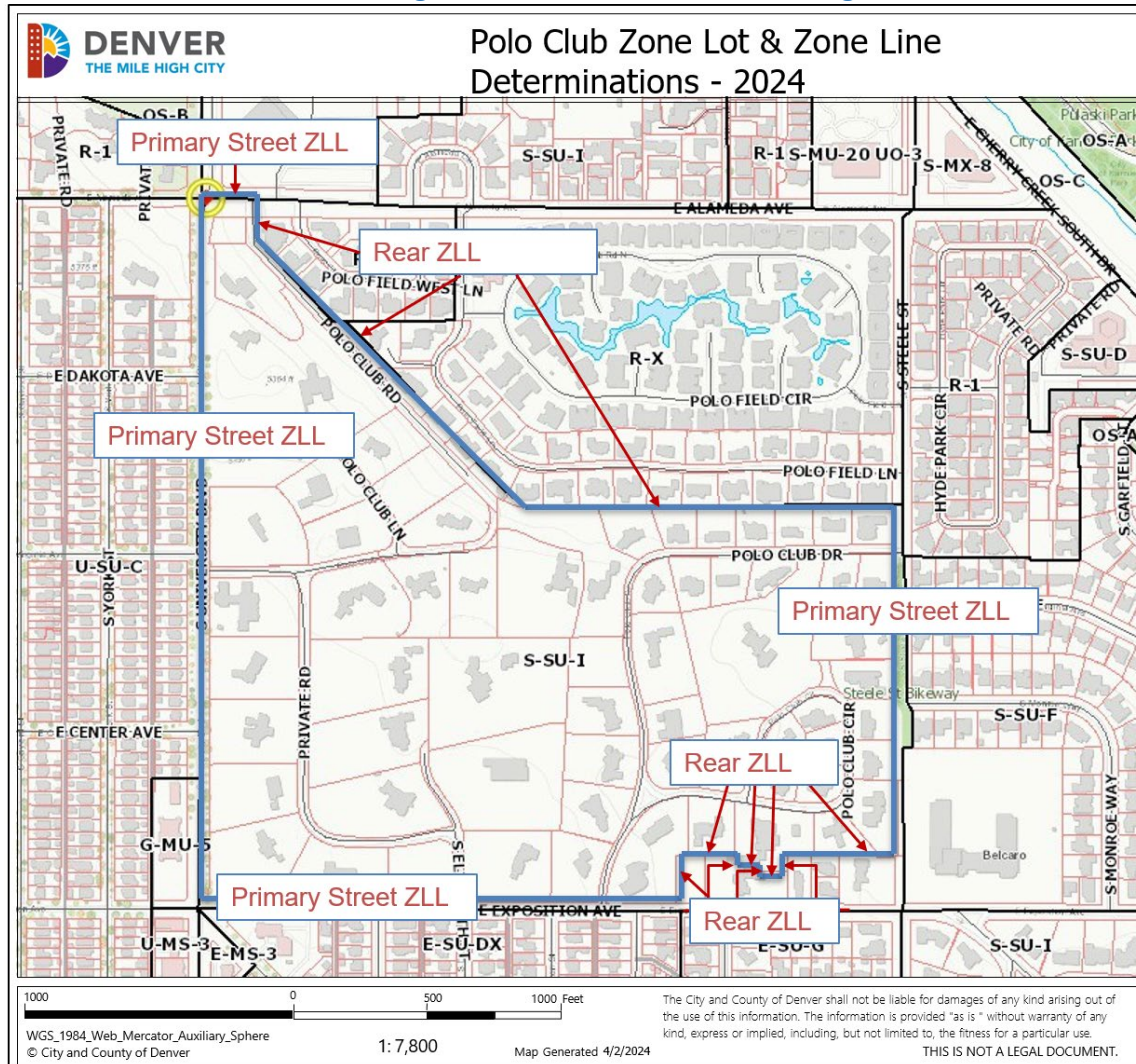 DENVER
THE MILE HIGH CITY
Polo Club Zone Lot & Zone Line
Determinations - 2024
OS-B
Pulaski Park
PRIVATE RD
R-1
Primary Street ZLL
S-SU-I
R-1
S-MU-20 UO-3
S-MX-8
OS-A
E CHERRY CREEK SOUTH DR
OS-C
E ALAMEDA AVE
Rear ZLL
POLO FIELD WEST LN
PRIVATE RD
PRIVATE RD
S STEELE ST
S-SU-D
POLO CLUB RD
R-X
R-1
E DAKOTA AVE
POLO FIELD CIR
HYDE PARK CIR
Primary Street ZLL
OS-A
POLO FIELD LN
S GARFIELD ST
POLO CLUB DR
U-SU-C
S YORK ST
Primary Street ZLL
S-SU-I
Steele St Bikeway
PRIVATE RD
S-SU-F
E CENTER AVE
POLO CLUB CIR
Rear ZLL
S MONROE WAY
G-MU-5
Belcaro
Primary Street ZLL
E EXPOSITION AVE
Rear ZLL
U-MS-3
E-MS-3
E-SU-DX
E-SU-G
S-SU-I
1000 0 500 1000 Feet
WGS_1984_Web_Mercator_Auxiliary_Sphere
© City and County of Denver
1: 7,800
Map Generated 4/2/2024
The City and County of Denver shall not be liable for damages of any kind arising out of
the use of this information. The information is provided "as is " without warranty of any
kind, express or implied, including, but not limited to, the fitness for a particular use.
THIS IS NOT A LEGAL DOCUMENT.